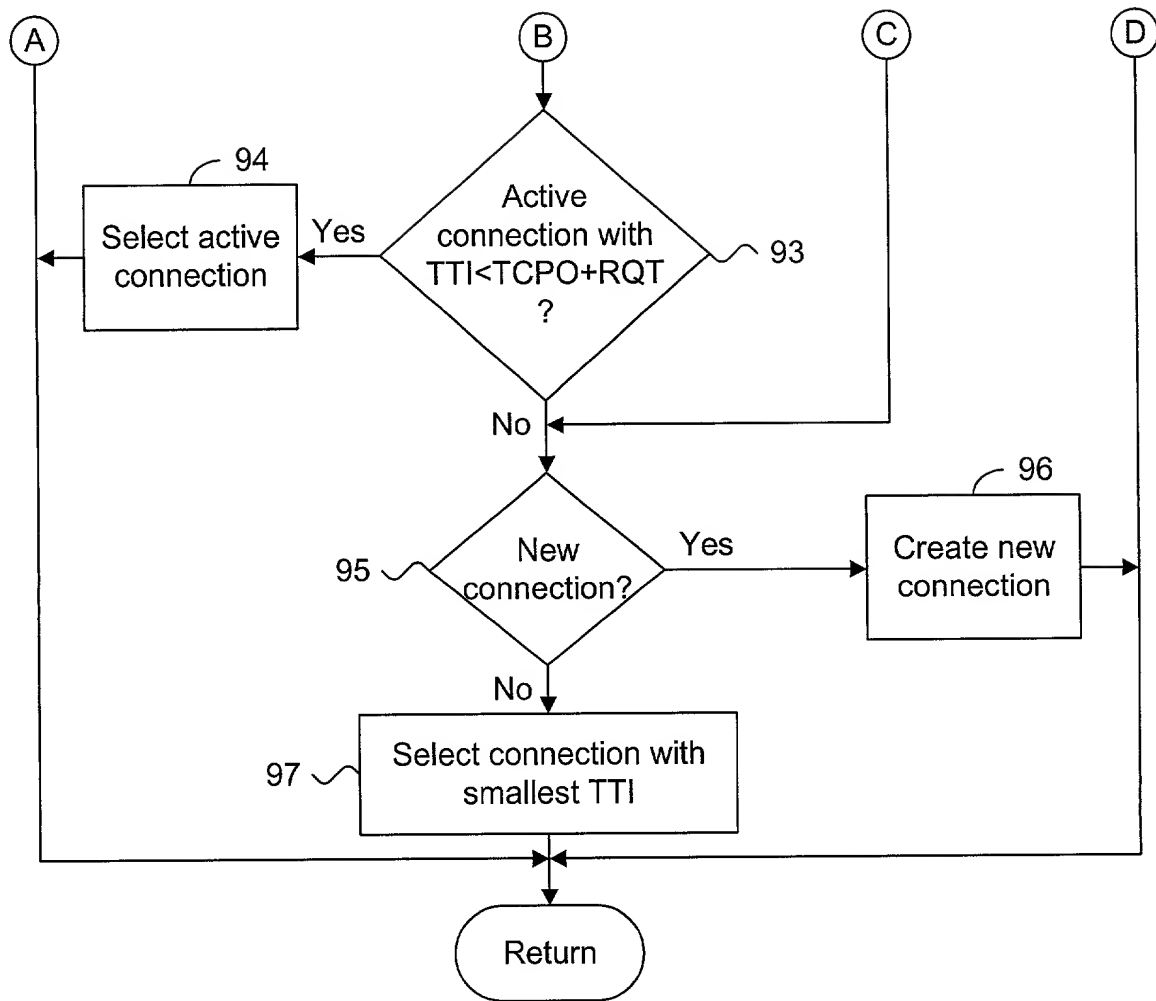 A
B
C
D
94
Select active
connection
Yes
Active
connection with
TTI<TCPO+RQT
?
93
No
96
95
New
connection?
Yes
Create new
connection
No
97
Select connection with
smallest TTI
Return